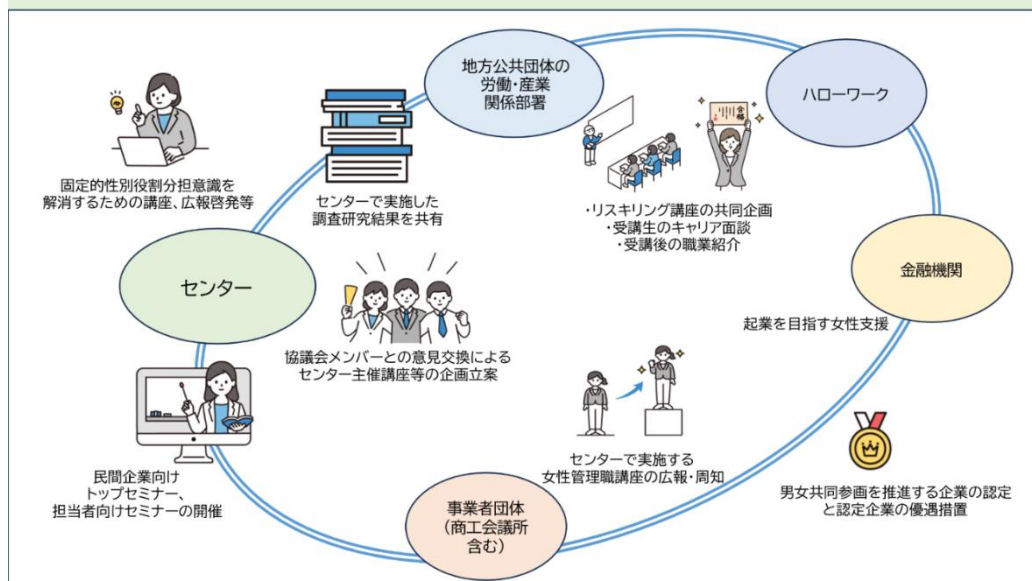 地方公共団体の
労働・産業
関係部署
ハローワーク
合格
固定的性別役割分担意識を
解消するための講座、広報啓発等
センターで実施した
調査研究結果を共有
・リスキリング講座の共同企画
・受講生のキャリア面談
・受講後の職業紹介
センター
金融機関
起業を目指す女性支援
協議会メンバーとの意見交換による
センター主催講座等の企画立案
民間企業向け
トップセミナー、
担当者向けセミナーの開催
センターで実施する
女性管理職講座の広報・周知
男女共同参画を推進する企業の認定
と認定企業の優遇措置
事業者団体
(商工会議所
含む)